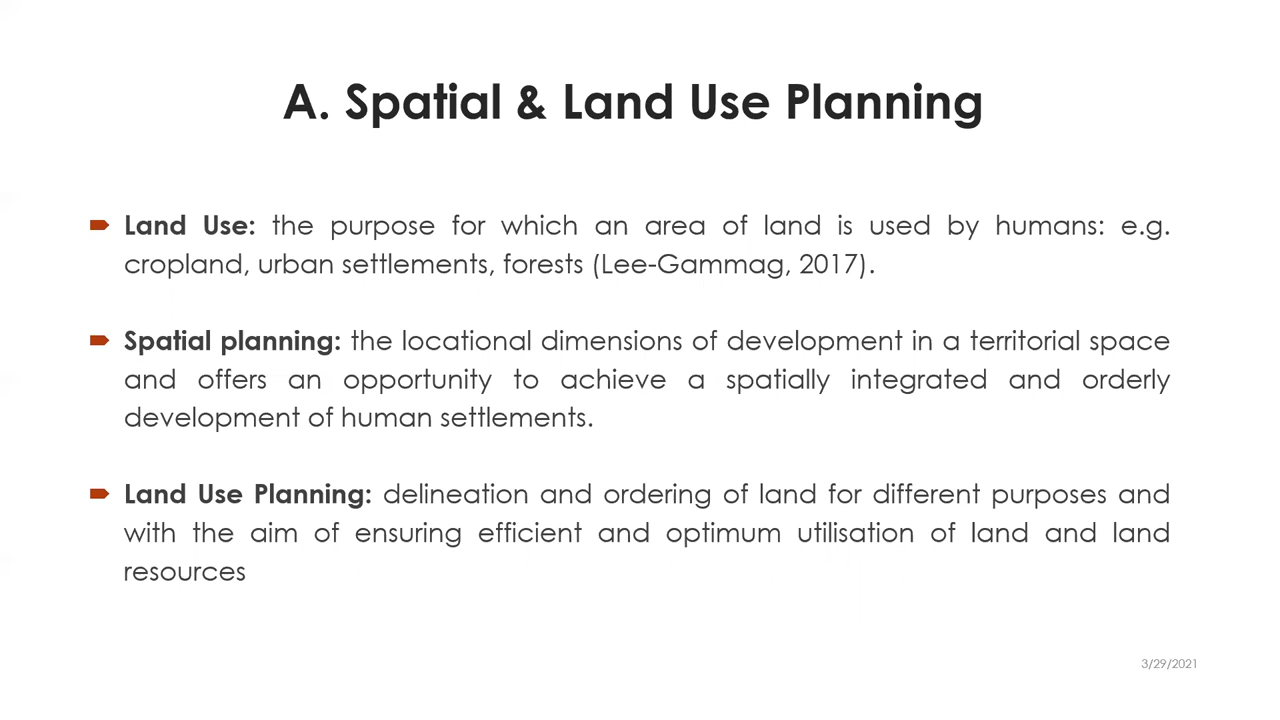 A. Spatial & Land Use Planning
Land Use: the purpose for which an area of land is used by humans: e.g.
cropland, urban settlements, forests (Lee-Gammag, 2017).
Spatial planning: the locational dimensions of development in a territorial space
and offers an opportunity to achieve a spatially integrated and orderly
development of human settlements.
Land Use Planning: delineation and ordering of land for different purposes and
with the aim of ensuring efficient and optimum utilisation of land and land
resources
3/29/2021